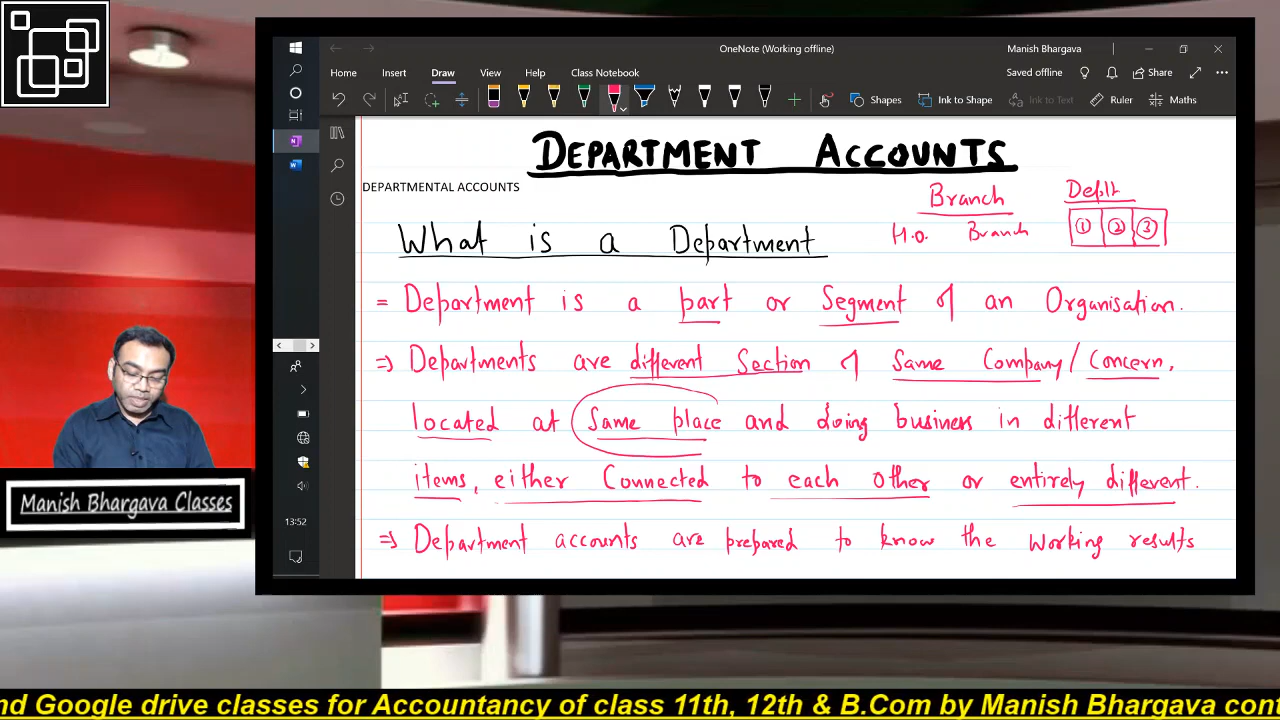 OneNote (Working offline)
Manish Bhargava
Home Insert Draw View Help Class Notebook
Saved offline
Share
Shapes
Ink to Shape
Ink to Text
Ruler
Maths
DEPARTMENT ACCOUNTS
DEPARTMENTAL ACCOUNTS
Branch
H.O. Branch
Deptt
1 2 3
What is a Department
= Department is a part or Segment of an Organisation.
⇒ Departments are different Section of Same Company/Concern,
located at Same place and doing business in different
items, either Connected to each other or entirely different.
⇒ Department accounts are prepared to know the Working results
13:52
Manish Bhargava Classes
nd Google drive classes for Accountancy of class 11th, 12th & B.Com by Manish Bhargava cont